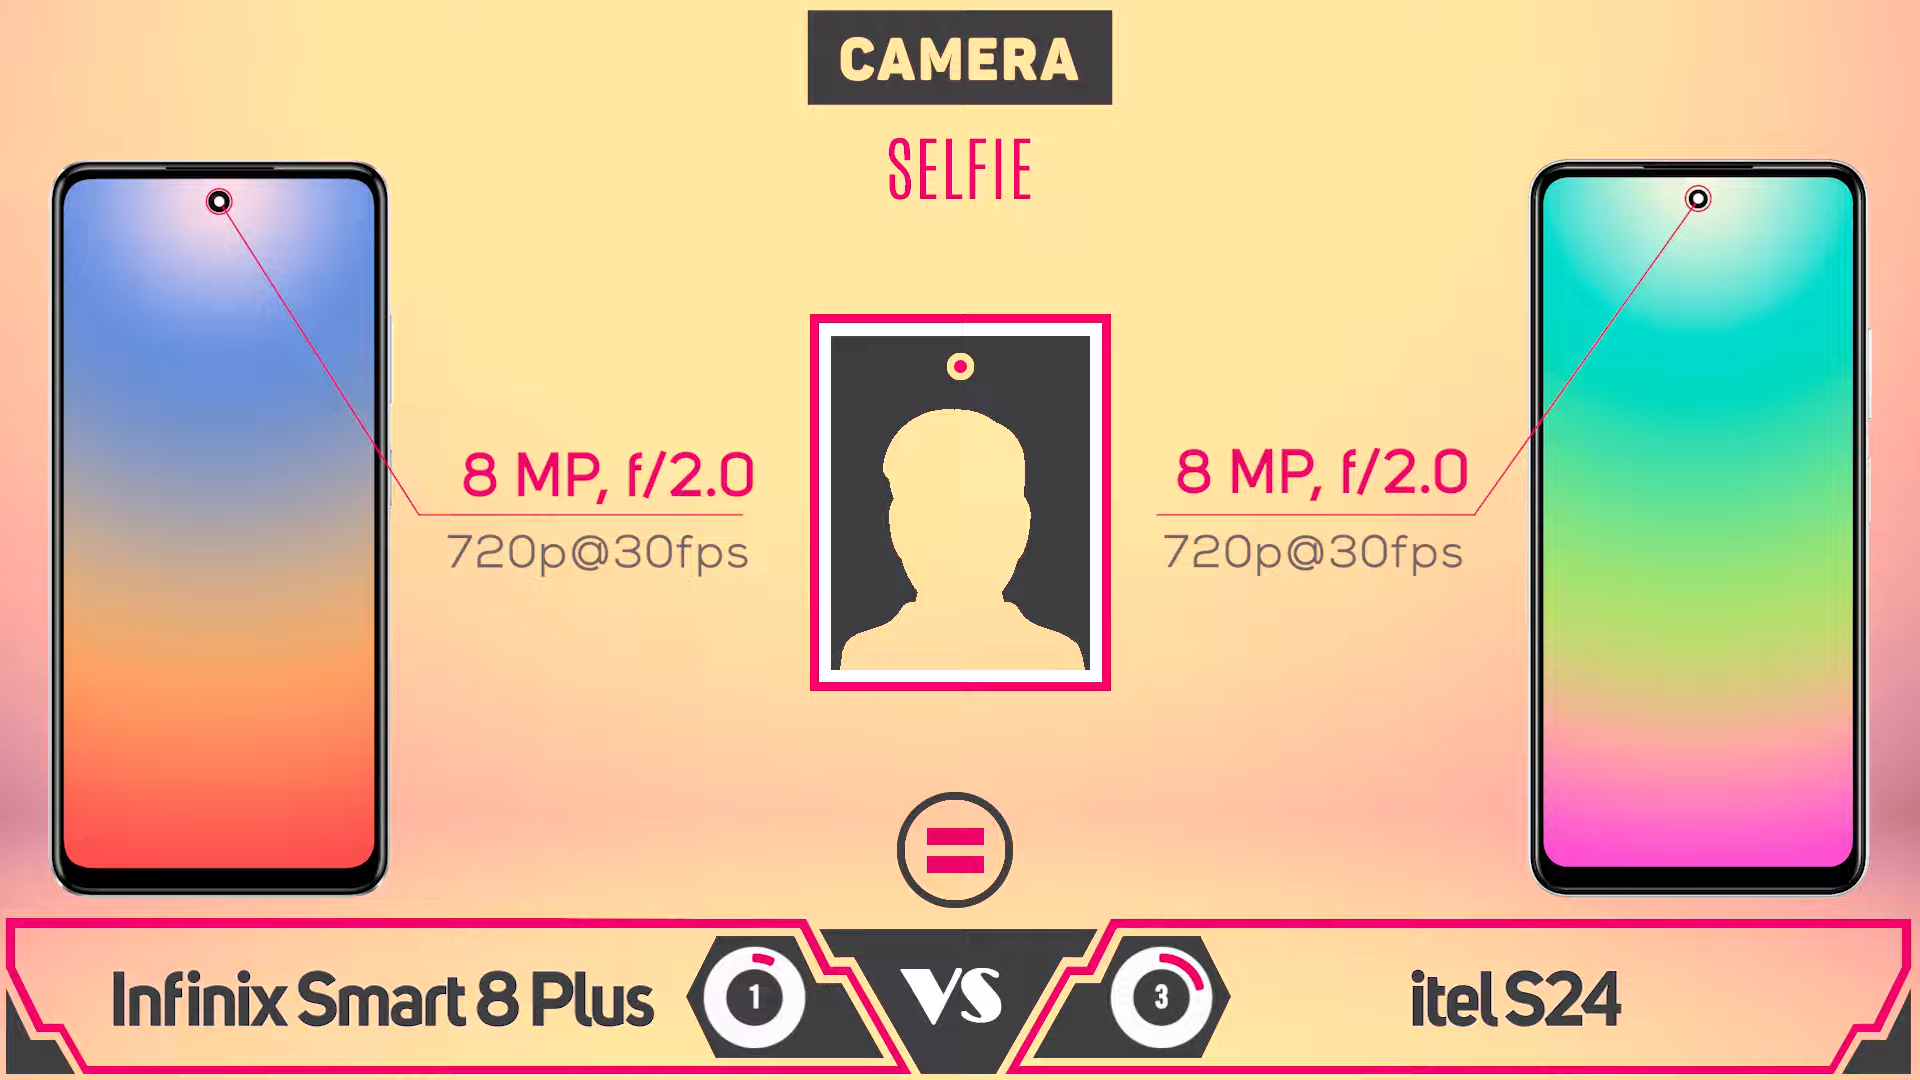 CAMERA
SELFIE
8 MP, f/2.0
720p@30fps
8 MP, f/2.0
720p@30fps
=
Infinix Smart 8 Plus
1
VS
3
itel S24